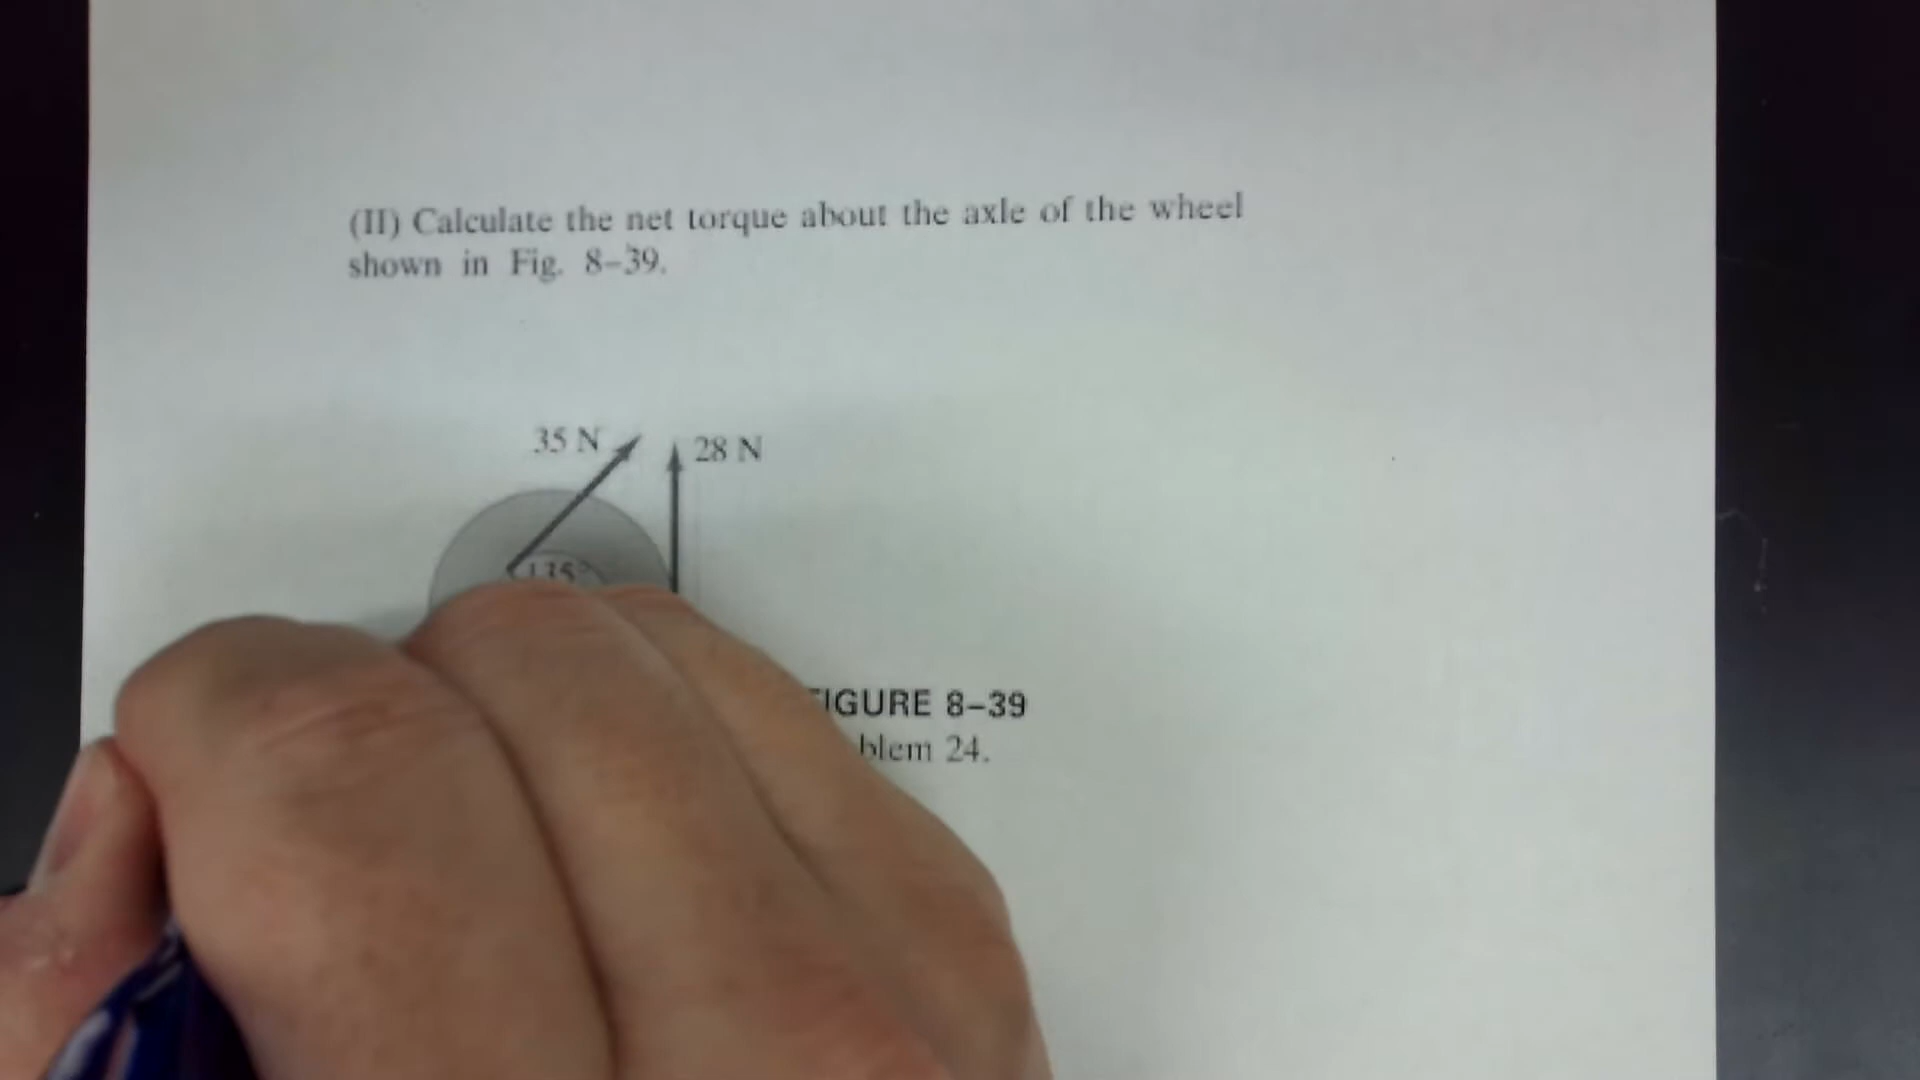 (II) Calculate the net torque about the axle of the wheel
shown in Fig. 8–39.
35 N
28 N
135°
IGURE 8–39
blem 24.